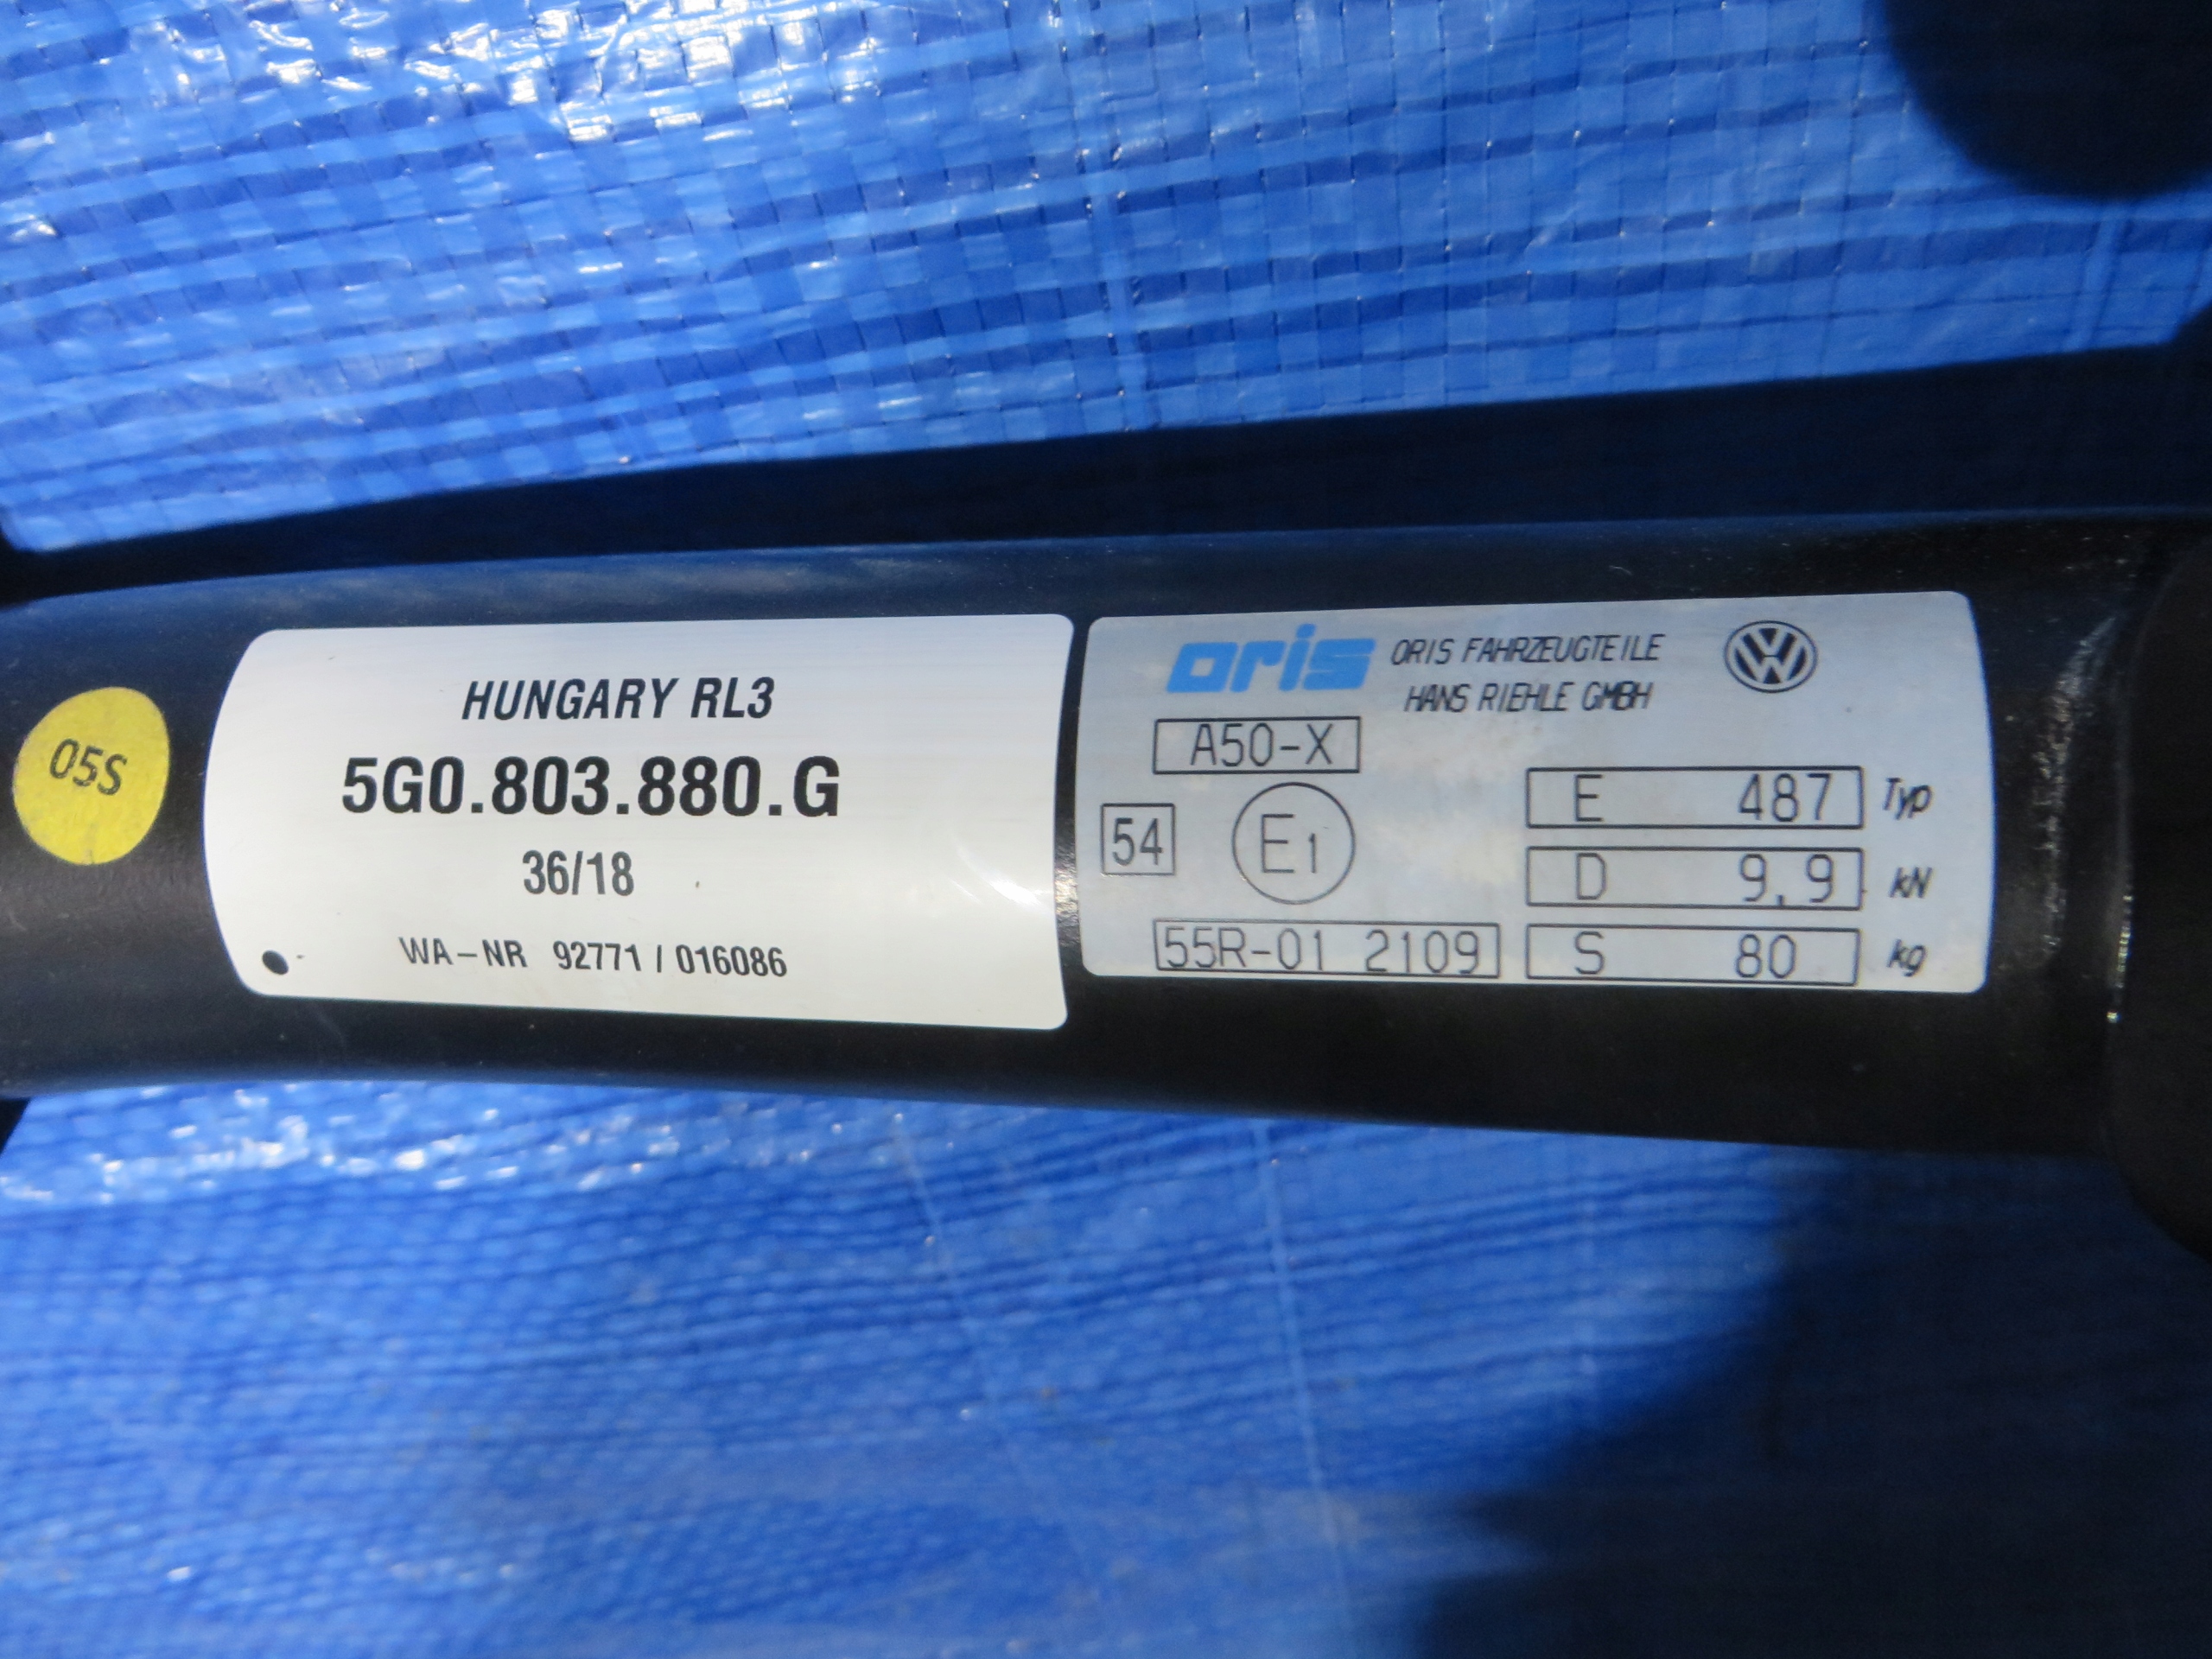 05S
HUNGARY RL3
5G0.803.880.G
36/18
WA-NR 92771 / 016086
oris ORIS FAHRZEUGTEILE
HANS RIEHLE GMBH
A50-X
54 E1
55R-01 2109
E 487 Typ
D 9,9 kN
S 80 kg